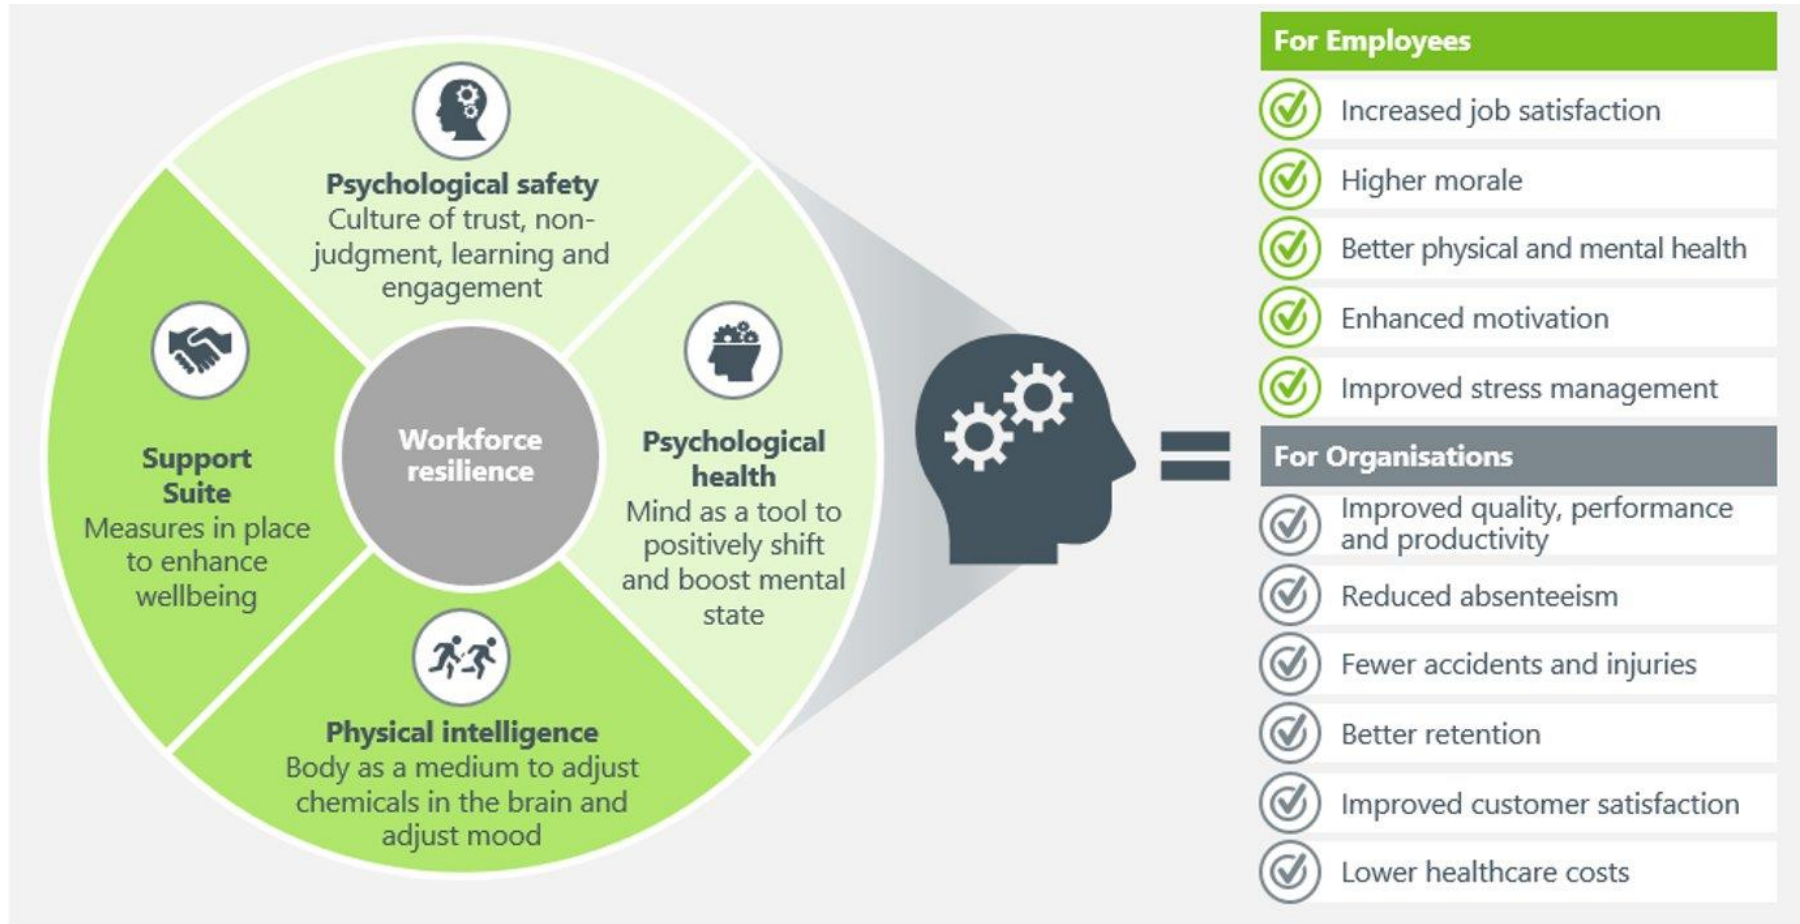 Psychological safety
Culture of trust, non-
judgment, learning and
engagement
Support
Suite
Measures in place
to enhance
wellbeing
Workforce
resilience
Psychological
health
Mind as a tool to
positively shift
and boost mental
state
Physical intelligence
Body as a medium to adjust
chemicals in the brain and
adjust mood
For Employees
Increased job satisfaction
Higher morale
Better physical and mental health
Enhanced motivation
Improved stress management
For Organisations
Improved quality, performance
and productivity
Reduced absenteeism
Fewer accidents and injuries
Better retention
Improved customer satisfaction
Lower healthcare costs